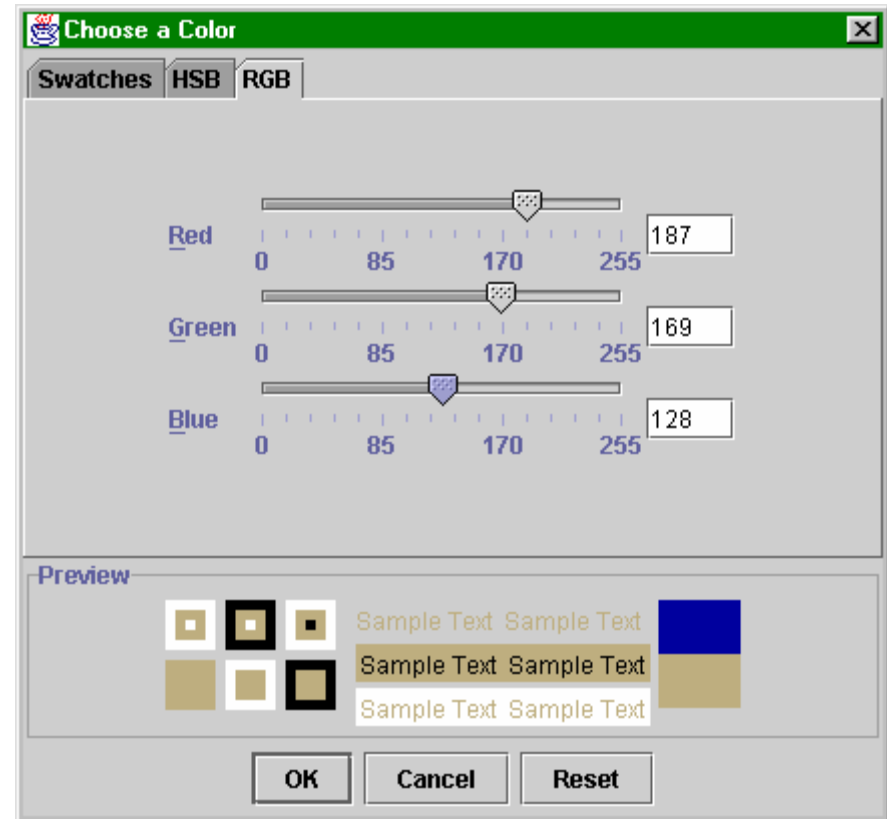 Choose a Color
Swatches HSB RGB
Red 187
0 85 170 255
Green 169
0 85 170 255
Blue 128
0 85 170 255
Preview
Sample Text Sample Text
Sample Text Sample Text
Sample Text Sample Text
OK Cancel Reset